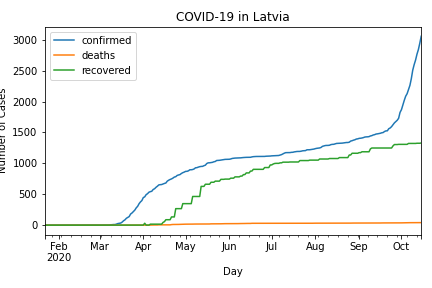 COVID-19 in Latvia
confirmed
deaths
recovered
3000
2500
2000
1500
1000
500
0
Number of Cases
Feb Mar Apr May Jun Jul Aug Sep Oct
2020
Day